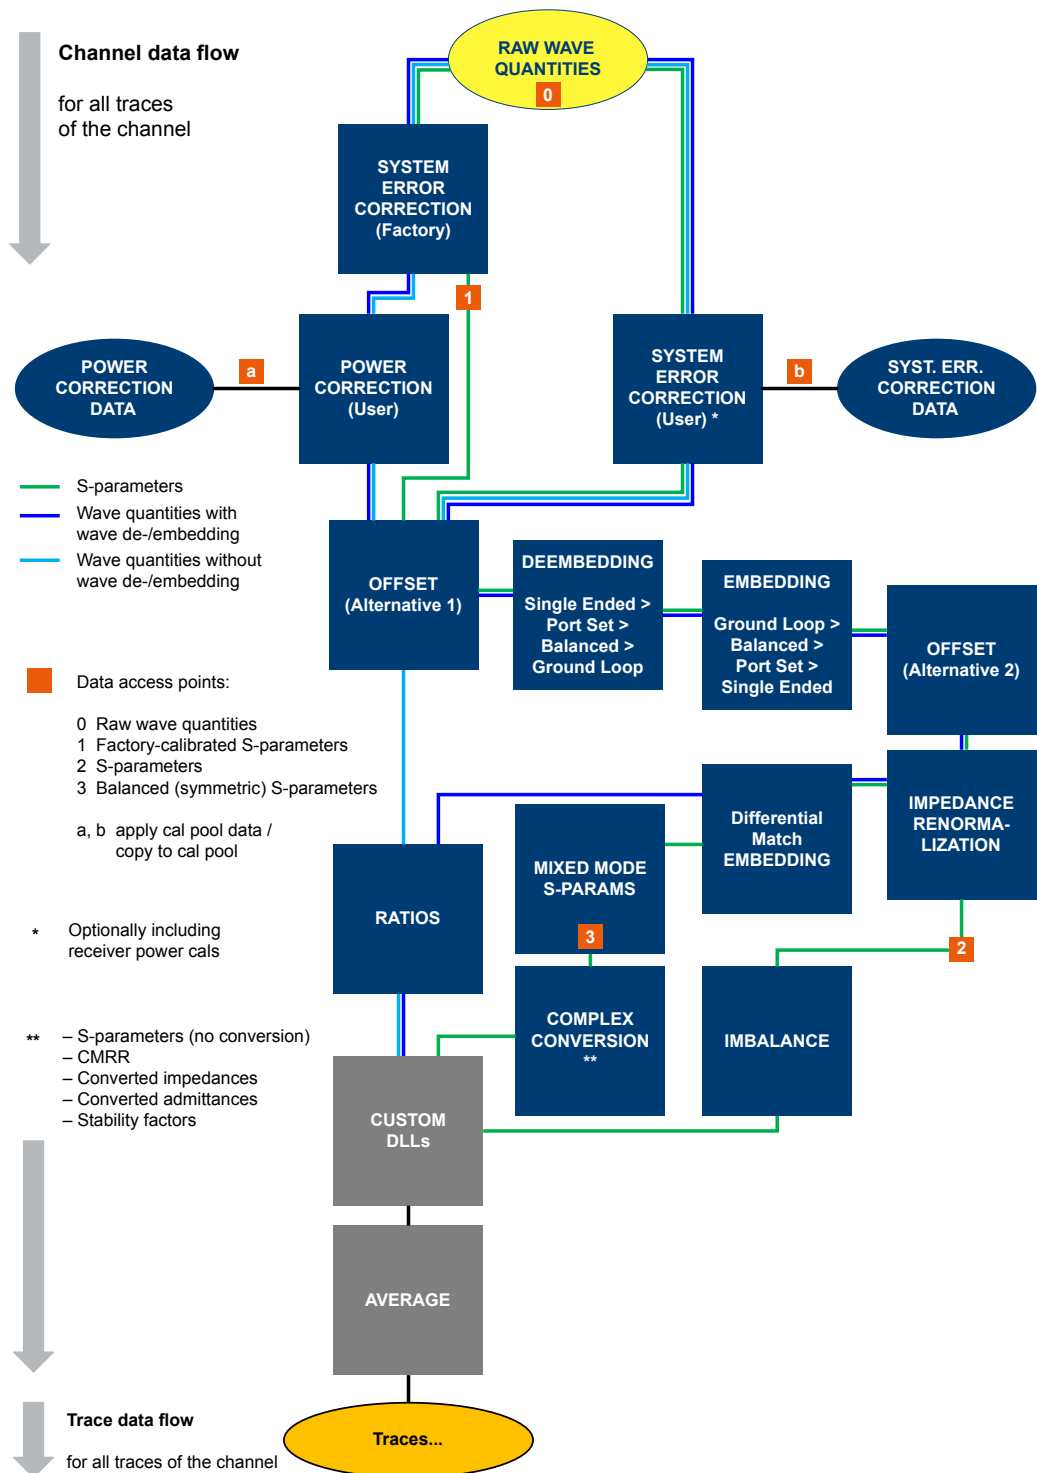 Channel data flow
for all traces
of the channel
RAW WAVE
QUANTITIES
0
SYSTEM
ERROR
CORRECTION
(Factory)
1
POWER
CORRECTION
DATA
a
POWER
CORRECTION
(User)
SYSTEM
ERROR
CORRECTION
(User) *
b
SYST. ERR.
CORRECTION
DATA
S-parameters
Wave quantities with
wave de-/embedding
Wave quantities without
wave de-/embedding
OFFSET
(Alternative 1)
DEEMBEDDING
Single Ended >
Port Set >
Balanced >
Ground Loop
EMBEDDING
Ground Loop >
Balanced >
Port Set >
Single Ended
OFFSET
(Alternative 2)
Data access points:
0 Raw wave quantities
1 Factory-calibrated S-parameters
2 S-parameters
3 Balanced (symmetric) S-parameters
a, b apply cal pool data /
copy to cal pool
IMPEDANCE
RENORMA-
LIZATION
Differential
Match
EMBEDDING
MIXED MODE
S-PARAMS
3
RATIOS
2
* Optionally including
receiver power cals
COMPLEX
CONVERSION
**
IMBALANCE
** – S-parameters (no conversion)
– CMRR
– Converted impedances
– Converted admittances
– Stability factors
CUSTOM
DLLs
AVERAGE
Trace data flow
for all traces of the channel
Traces...